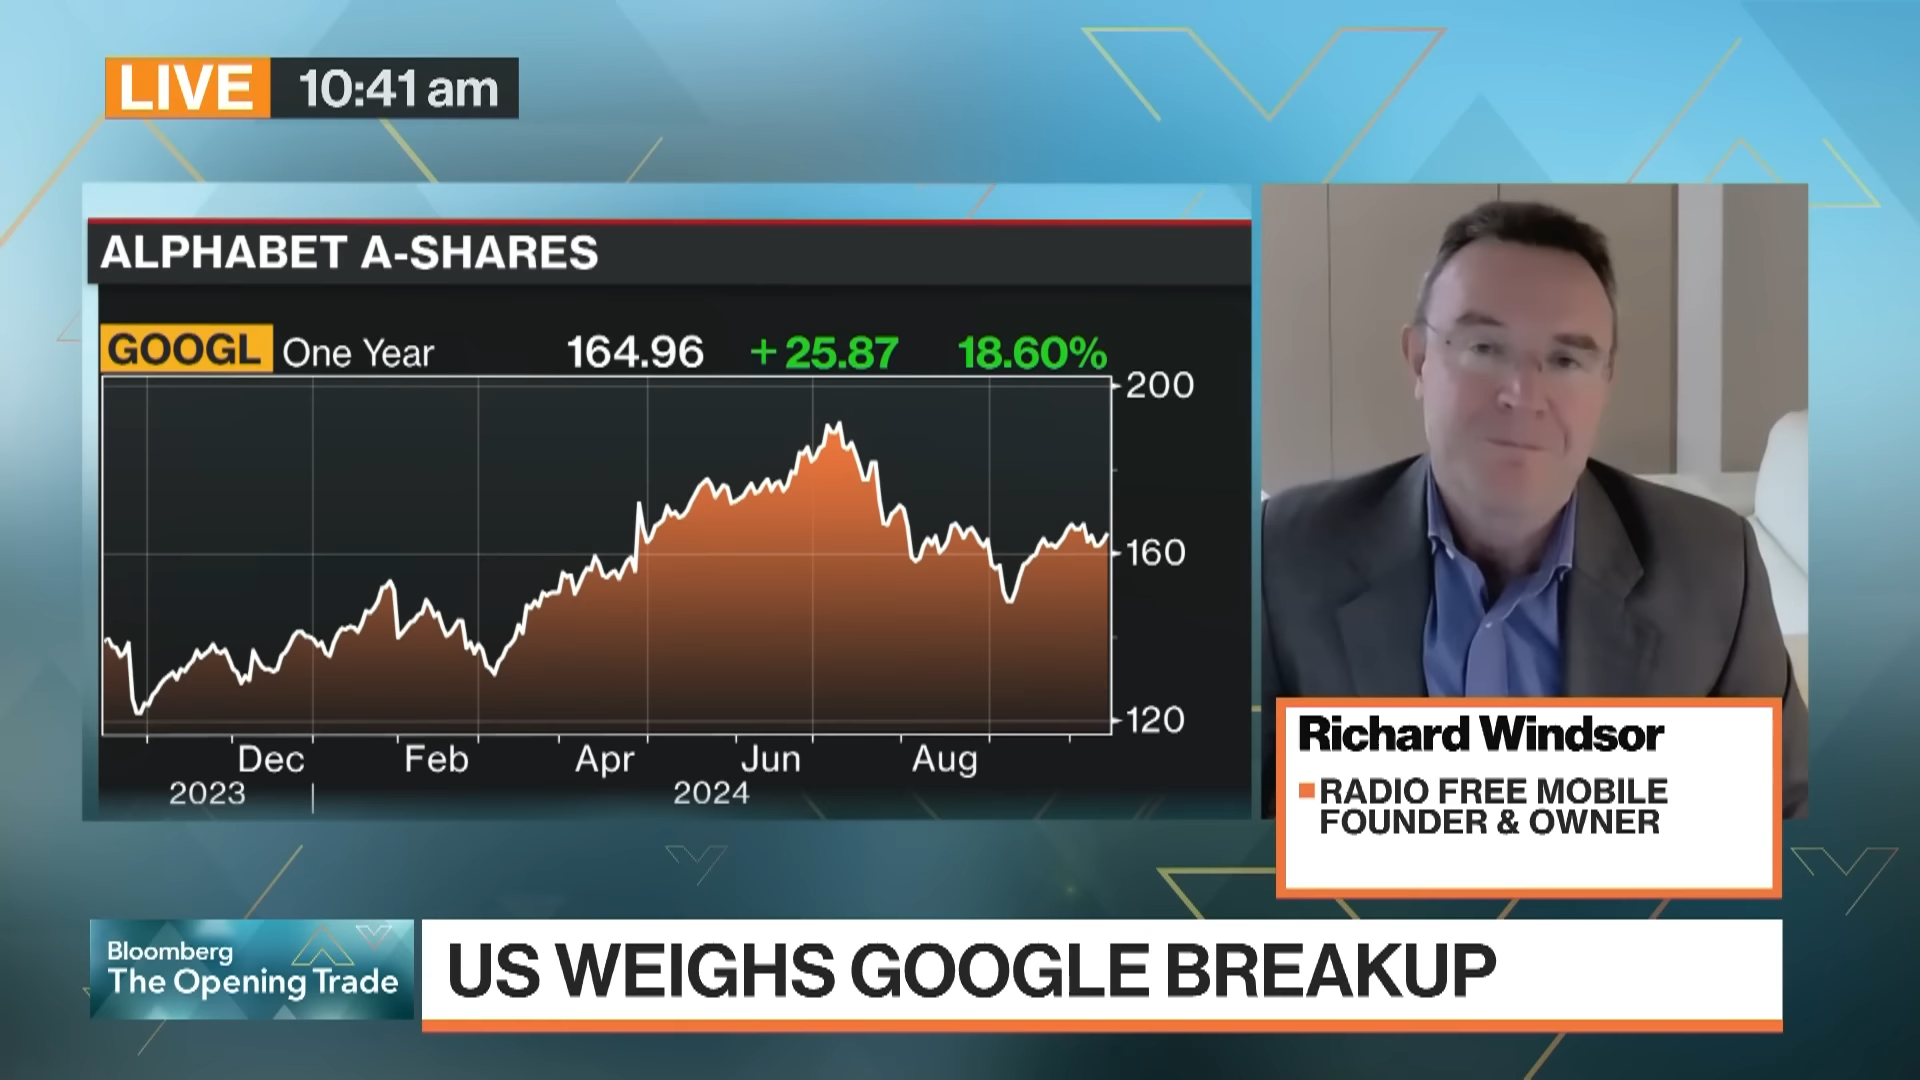 LIVE 10:41 am
ALPHABET A-SHARES
GOOGL One Year 164.96 +25.87 18.60%
200
160
120
Dec Feb Apr Jun Aug
2023 2024
Richard Windsor
RADIO FREE MOBILE
FOUNDER & OWNER
Bloomberg
The Opening Trade
US WEIGHS GOOGLE BREAKUP